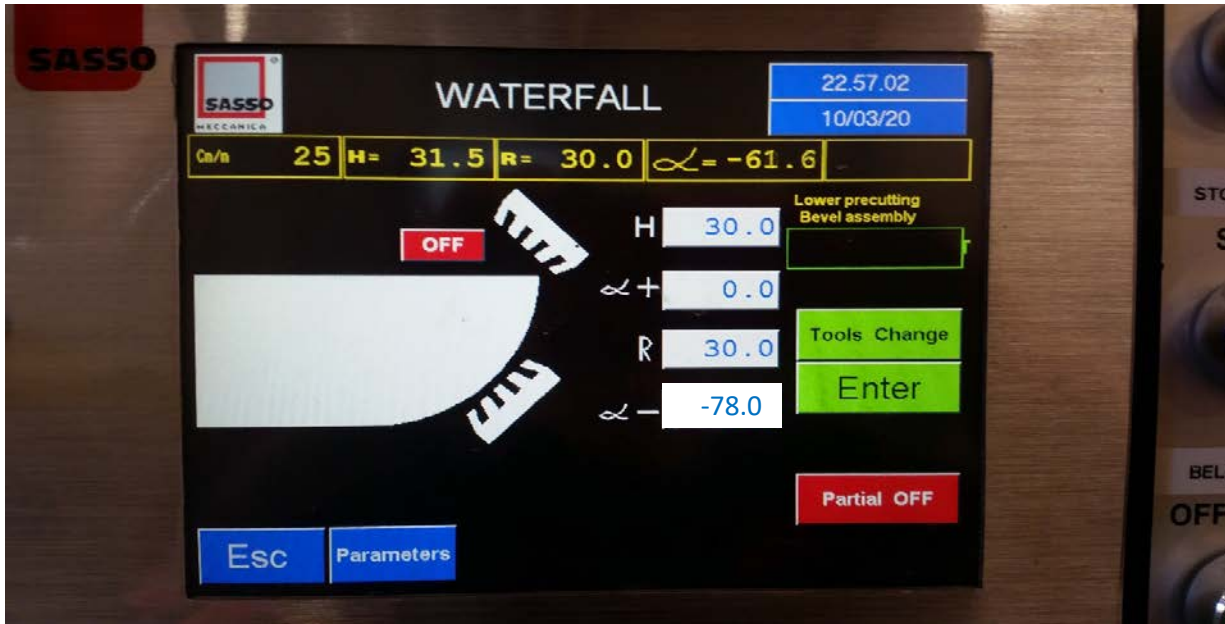 SASSO
SASSO
MECCANICA
WATERFALL
22.57.02
10/03/20
Cm/n 25 H= 31.5 R= 30.0 α=-61.6
Lower precutting
Bevel assembly
OFF
H 30.0
α+ 0.0
R 30.0
α- -78.0
Tools Change
Enter
Partial OFF
Esc
Parameters
OFF